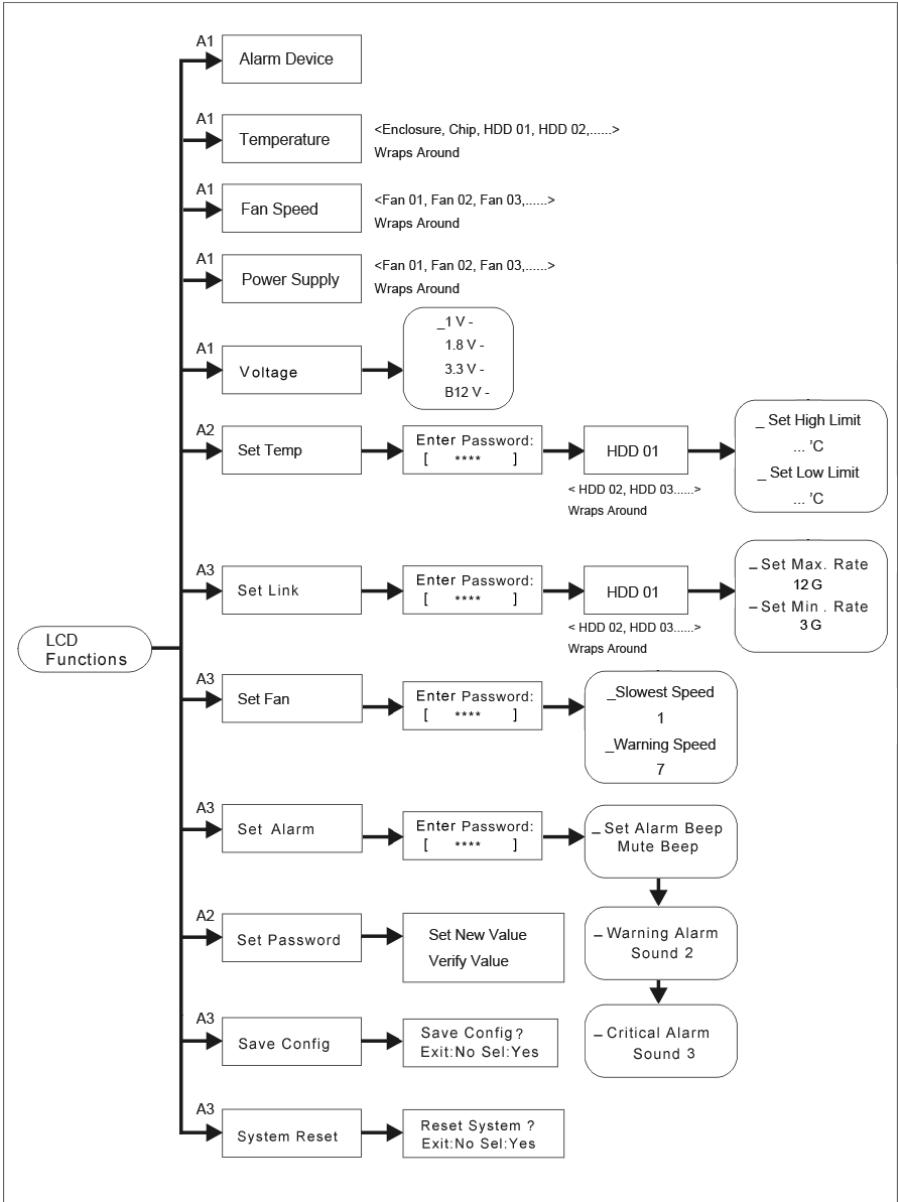 A1
Alarm Device
A1
Temperature
<Enclosure, Chip, HDD 01, HDD 02,......>
Wraps Around
A1
Fan Speed
<Fan 01, Fan 02, Fan 03,......>
Wraps Around
A1
Power Supply
<Fan 01, Fan 02, Fan 03,......>
Wraps Around
A1
Voltage
_1 V -
1.8 V -
3.3 V -
B12 V -
A2
Set Temp
Enter Password:
[ **** ]
HDD 01
< HDD 02, HDD 03......>
Wraps Around
_ Set High Limit
... 'C
_ Set Low Limit
... 'C
A3
Set Link
Enter Password:
[ **** ]
HDD 01
< HDD 02, HDD 03......>
Wraps Around
– Set Max. Rate
12 G
– Set Min . Rate
3 G
LCD
Functions
A3
Set Fan
Enter Password:
[ **** ]
_Slowest Speed
1
_Warning Speed
7
A3
Set Alarm
Enter Password:
[ **** ]
– Set Alarm Beep
Mute Beep
A2
Set Password
Set New Value
Verify Value
– Warning Alarm
Sound 2
A3
Save Config
Save Config?
Exit:No Sel:Yes
– Critical Alarm
Sound 3
A3
System Reset
Reset System ?
Exit:No Sel:Yes